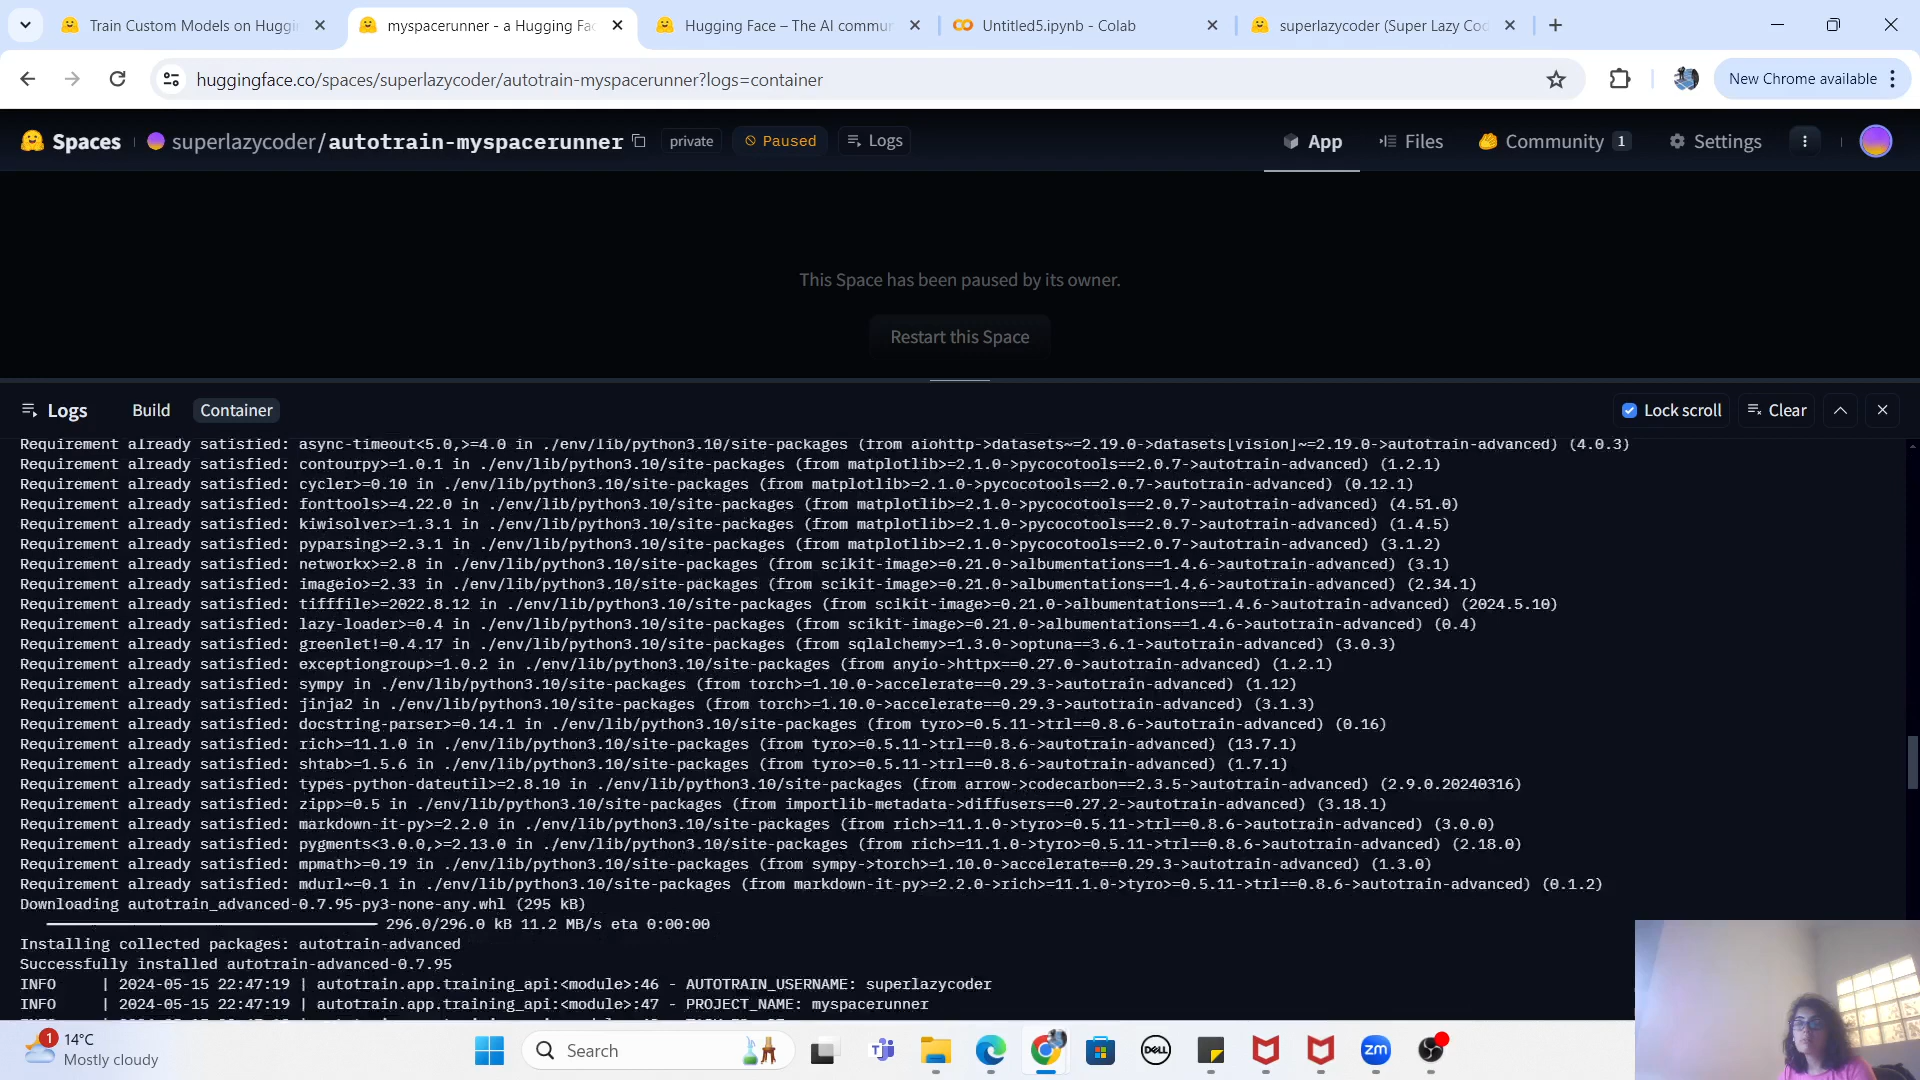 Train Custom Models on Huggi
myspacerunner - a Hugging Fac
Hugging Face – The AI commun
Untitled5.ipynb - Colab
superlazycoder (Super Lazy Cod
huggingface.co/spaces/superlazycoder/autotrain-myspacerunner?logs=container
New Chrome available
Spaces
superlazycoder/autotrain-myspacerunner
private
Paused
Logs
App
Files
Community 1
Settings
This Space has been paused by its owner.
Restart this Space
Logs
Build
Container
Lock scroll
Clear
Requirement already satisfied: async-timeout<5.0,>=4.0 in ./env/lib/python3.10/site-packages (from aiohttp->datasets~=2.19.0->datasets[vision]~=2.19.0->autotrain-advanced) (4.0.3)
Requirement already satisfied: contourpy>=1.0.1 in ./env/lib/python3.10/site-packages (from matplotlib>=2.1.0->pycocotools==2.0.7->autotrain-advanced) (1.2.1)
Requirement already satisfied: cycler>=0.10 in ./env/lib/python3.10/site-packages (from matplotlib>=2.1.0->pycocotools==2.0.7->autotrain-advanced) (0.12.1)
Requirement already satisfied: fonttools>=4.22.0 in ./env/lib/python3.10/site-packages (from matplotlib>=2.1.0->pycocotools==2.0.7->autotrain-advanced) (4.51.0)
Requirement already satisfied: kiwisolver>=1.3.1 in ./env/lib/python3.10/site-packages (from matplotlib>=2.1.0->pycocotools==2.0.7->autotrain-advanced) (1.4.5)
Requirement already satisfied: pyparsing>=2.3.1 in ./env/lib/python3.10/site-packages (from matplotlib>=2.1.0->pycocotools==2.0.7->autotrain-advanced) (3.1.2)
Requirement already satisfied: networkx>=2.8 in ./env/lib/python3.10/site-packages (from scikit-image>=0.21.0->albumentations==1.4.6->autotrain-advanced) (3.1)
Requirement already satisfied: imageio>=2.33 in ./env/lib/python3.10/site-packages (from scikit-image>=0.21.0->albumentations==1.4.6->autotrain-advanced) (2.34.1)
Requirement already satisfied: tifffile>=2022.8.12 in ./env/lib/python3.10/site-packages (from scikit-image>=0.21.0->albumentations==1.4.6->autotrain-advanced) (2024.5.10)
Requirement already satisfied: lazy-loader>=0.4 in ./env/lib/python3.10/site-packages (from scikit-image>=0.21.0->albumentations==1.4.6->autotrain-advanced) (0.4)
Requirement already satisfied: greenlet!=0.4.17 in ./env/lib/python3.10/site-packages (from sqlalchemy>=1.3.0->optuna==3.6.1->autotrain-advanced) (3.0.3)
Requirement already satisfied: exceptiongroup>=1.0.2 in ./env/lib/python3.10/site-packages (from anyio->httpx==0.27.0->autotrain-advanced) (1.2.1)
Requirement already satisfied: sympy in ./env/lib/python3.10/site-packages (from torch>=1.10.0->accelerate==0.29.3->autotrain-advanced) (1.12)
Requirement already satisfied: jinja2 in ./env/lib/python3.10/site-packages (from torch>=1.10.0->accelerate==0.29.3->autotrain-advanced) (3.1.3)
Requirement already satisfied: docstring-parser>=0.14.1 in ./env/lib/python3.10/site-packages (from tyro>=0.5.11->trl==0.8.6->autotrain-advanced) (0.16)
Requirement already satisfied: rich>=11.1.0 in ./env/lib/python3.10/site-packages (from tyro>=0.5.11->trl==0.8.6->autotrain-advanced) (13.7.1)
Requirement already satisfied: shtab>=1.5.6 in ./env/lib/python3.10/site-packages (from tyro>=0.5.11->trl==0.8.6->autotrain-advanced) (1.7.1)
Requirement already satisfied: types-python-dateutil>=2.8.10 in ./env/lib/python3.10/site-packages (from arrow->codecarbon==2.3.5->autotrain-advanced) (2.9.0.20240316)
Requirement already satisfied: zipp>=0.5 in ./env/lib/python3.10/site-packages (from importlib-metadata->diffusers==0.27.2->autotrain-advanced) (3.18.1)
Requirement already satisfied: markdown-it-py>=2.2.0 in ./env/lib/python3.10/site-packages (from rich>=11.1.0->tyro>=0.5.11->trl==0.8.6->autotrain-advanced) (3.0.0)
Requirement already satisfied: pygments<3.0.0,>=2.13.0 in ./env/lib/python3.10/site-packages (from rich>=11.1.0->tyro>=0.5.11->trl==0.8.6->autotrain-advanced) (2.18.0)
Requirement already satisfied: mpmath>=0.19 in ./env/lib/python3.10/site-packages (from sympy->torch>=1.10.0->accelerate==0.29.3->autotrain-advanced) (1.3.0)
Requirement already satisfied: mdurl~=0.1 in ./env/lib/python3.10/site-packages (from markdown-it-py>=2.2.0->rich>=11.1.0->tyro>=0.5.11->trl==0.8.6->autotrain-advanced) (0.1.2)
Downloading autotrain_advanced-0.7.95-py3-none-any.whl (295 kB)
296.0/296.0 kB 11.2 MB/s eta 0:00:00
Installing collected packages: autotrain-advanced
Successfully installed autotrain-advanced-0.7.95
INFO | 2024-05-15 22:47:19 | autotrain.app.training_api:<module>:46 - AUTOTRAIN_USERNAME: superlazycoder
INFO | 2024-05-15 22:47:19 | autotrain.app.training_api:<module>:47 - PROJECT_NAME: myspacerunner
1
14°C
Mostly cloudy
Search
DELL
zm